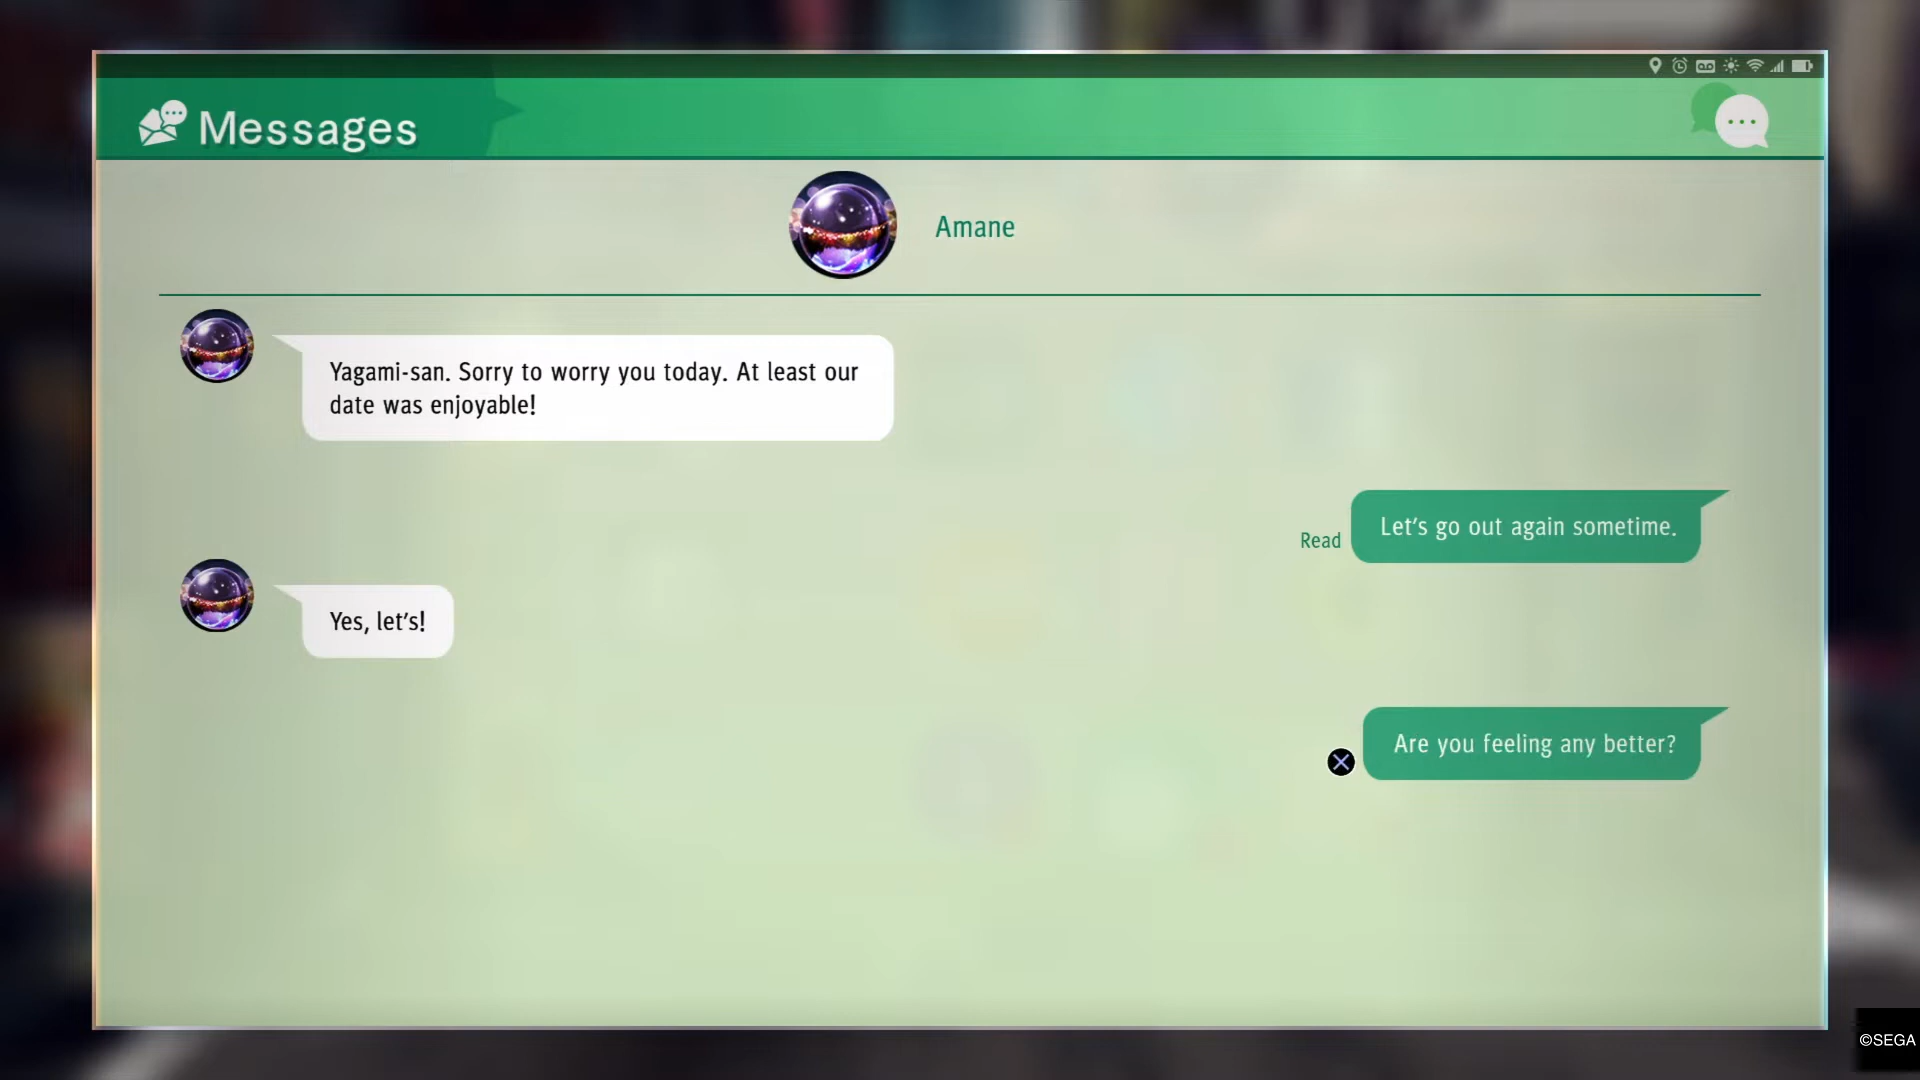 Messages
Amane
Yagami-san. Sorry to worry you today. At least our
date was enjoyable!
Let's go out again sometime.
Read
Yes, let's!
Are you feeling any better?
©SEGA